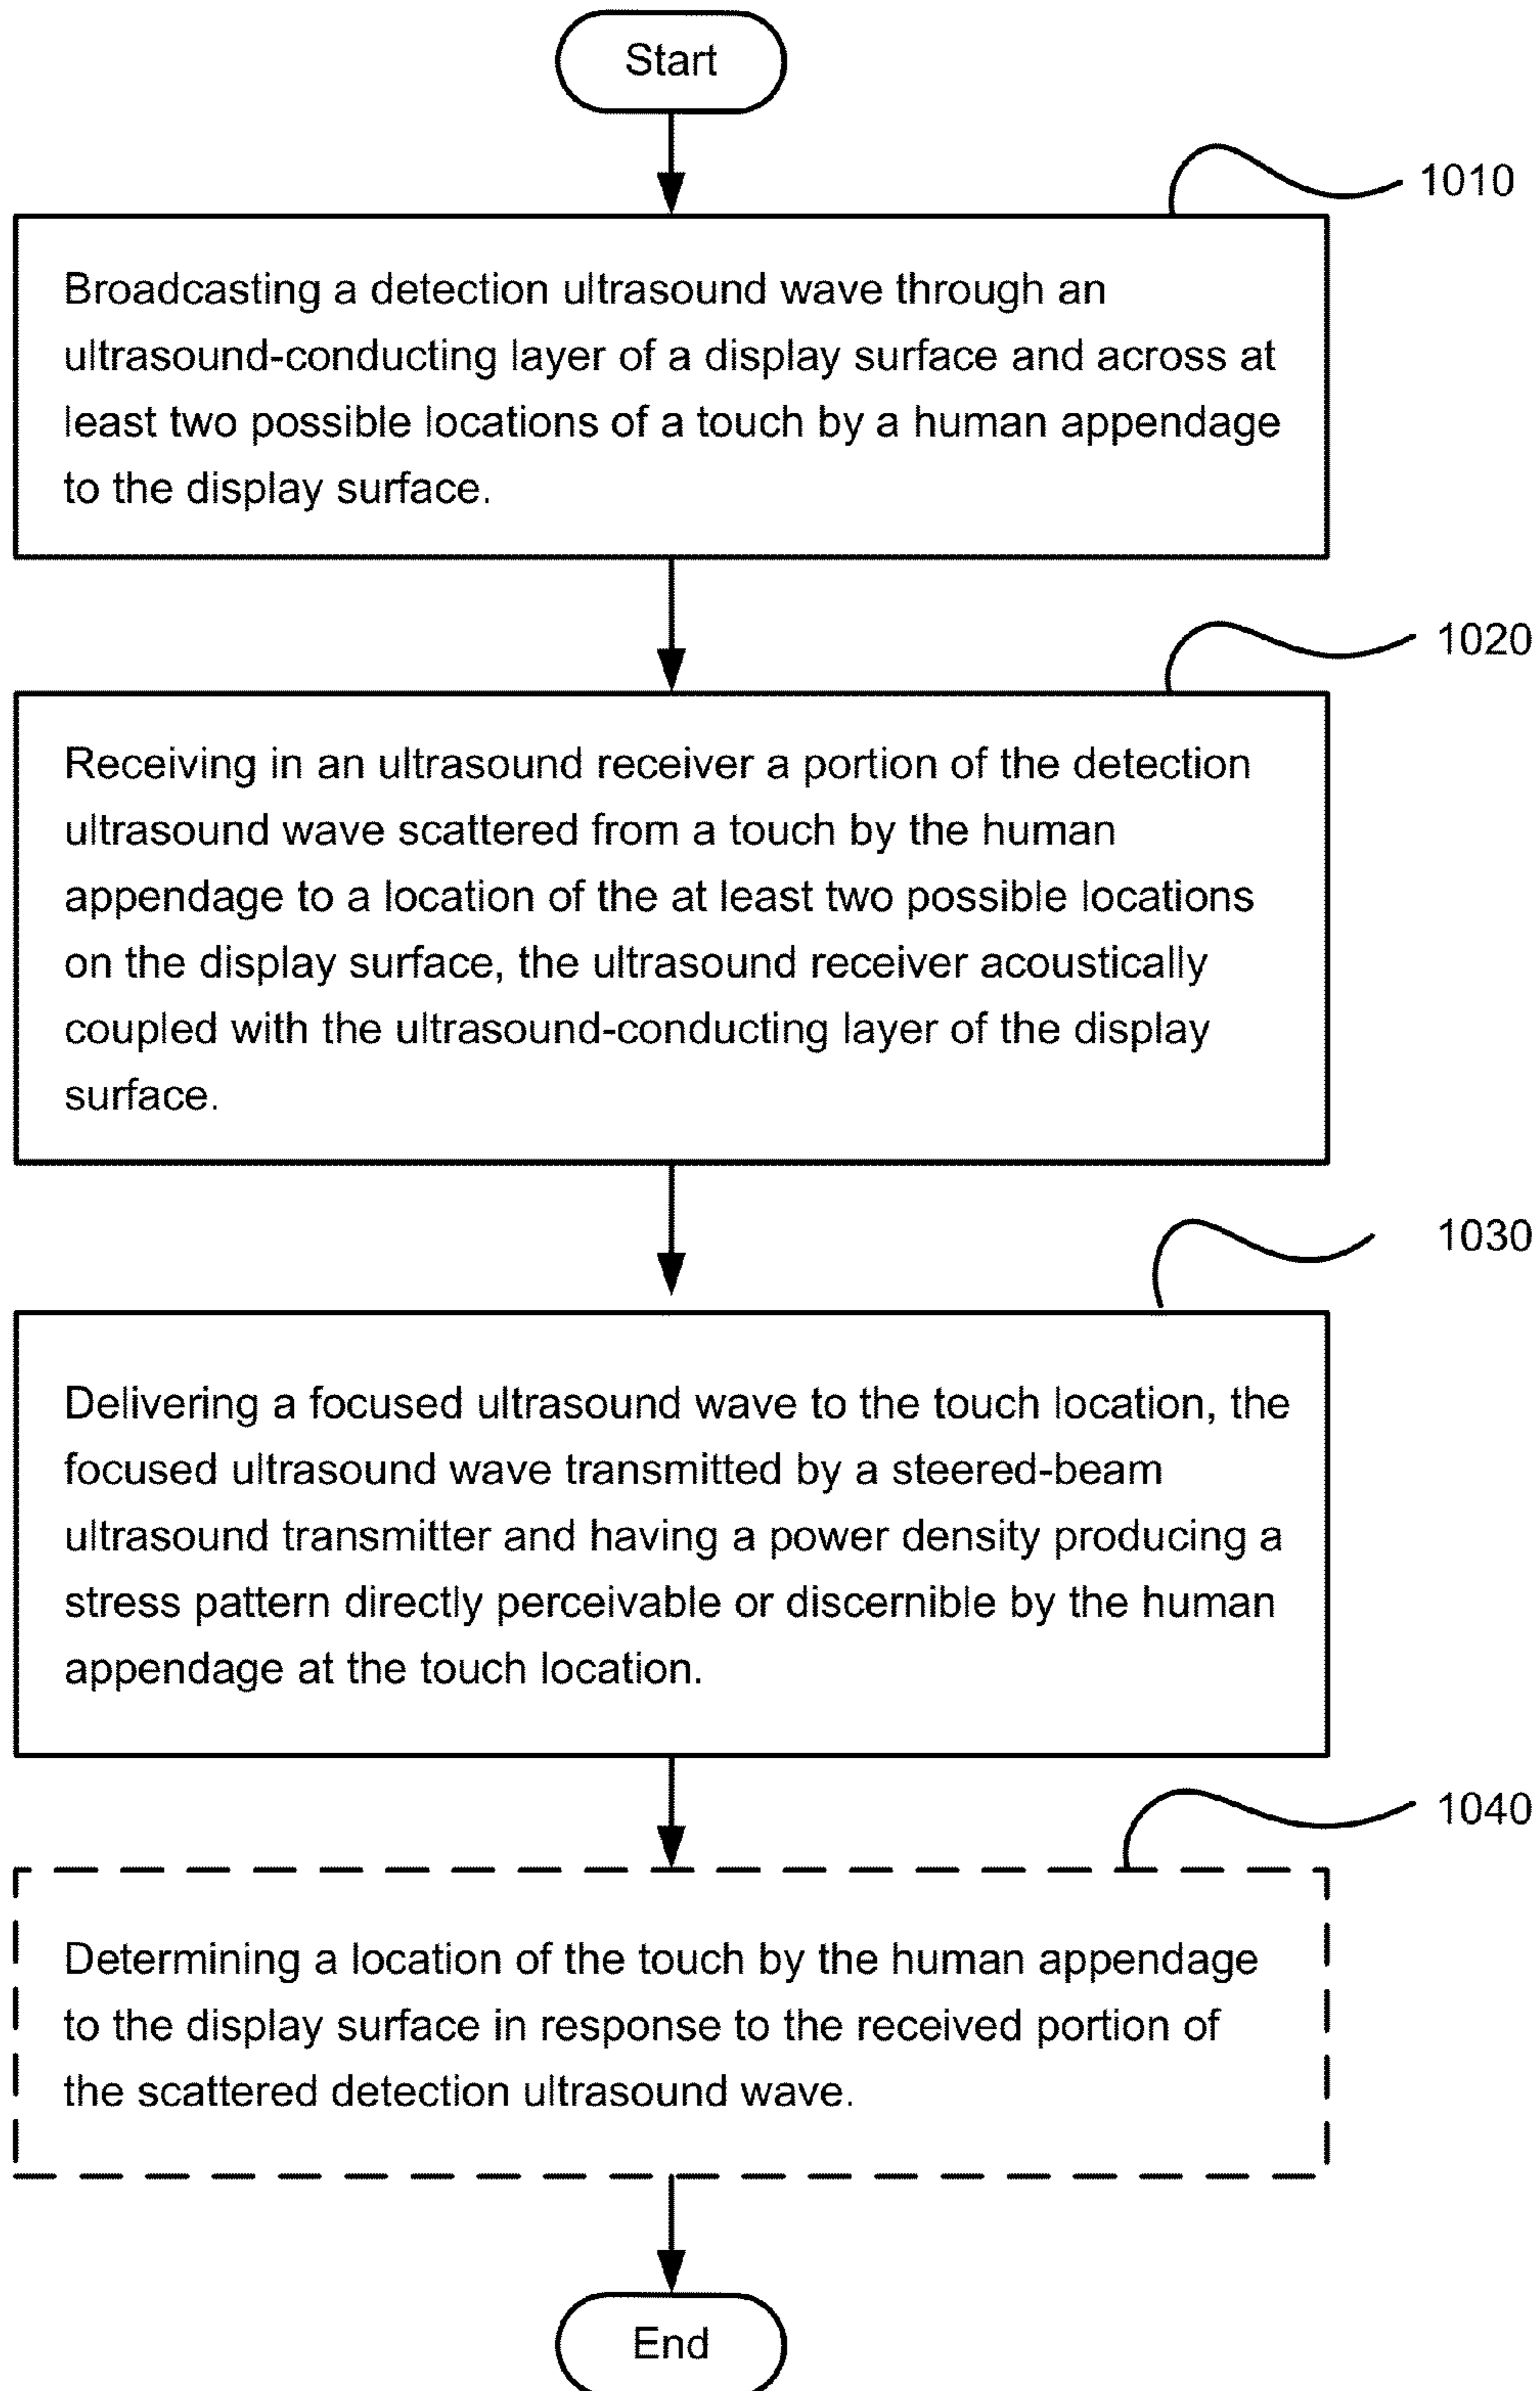 Start
1010
Broadcasting a detection ultrasound wave through an
ultrasound-conducting layer of a display surface and across at
least two possible locations of a touch by a human appendage
to the display surface.
1020
Receiving in an ultrasound receiver a portion of the detection
ultrasound wave scattered from a touch by the human
appendage to a location of the at least two possible locations
on the display surface, the ultrasound receiver acoustically
coupled with the ultrasound-conducting layer of the display
surface.
1030
Delivering a focused ultrasound wave to the touch location, the
focused ultrasound wave transmitted by a steered-beam
ultrasound transmitter and having a power density producing a
stress pattern directly perceivable or discernible by the human
appendage at the touch location.
1040
Determining a location of the touch by the human appendage
to the display surface in response to the received portion of
the scattered detection ultrasound wave.
End